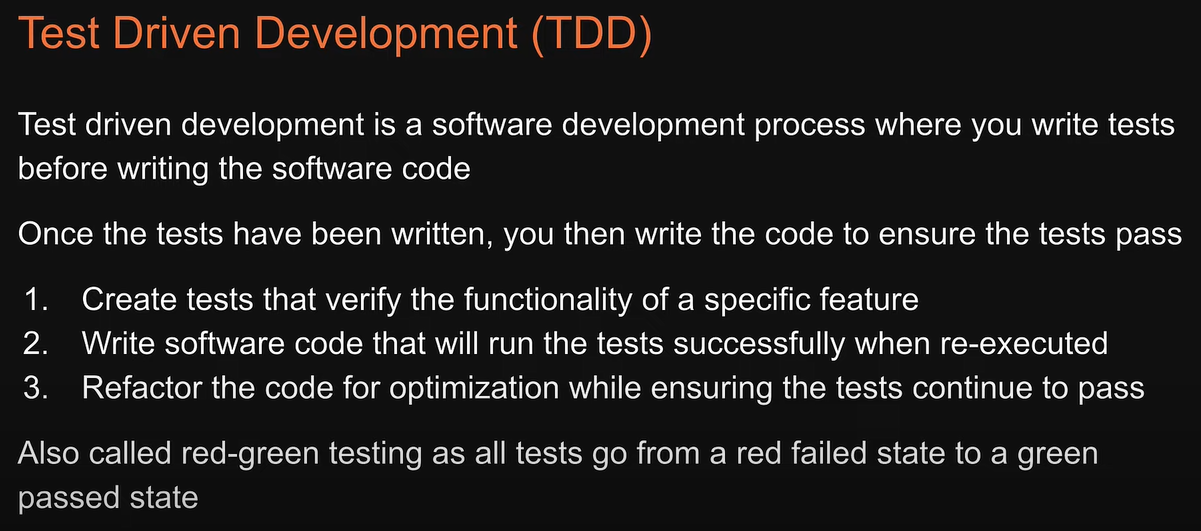 Test Driven Development (TDD)
Test driven development is a software development process where you write tests
before writing the software code
Once the tests have been written, you then write the code to ensure the tests pass
1. Create tests that verify the functionality of a specific feature
2. Write software code that will run the tests successfully when re-executed
3. Refactor the code for optimization while ensuring the tests continue to pass
Also called red-green testing as all tests go from a red failed state to a green
passed state